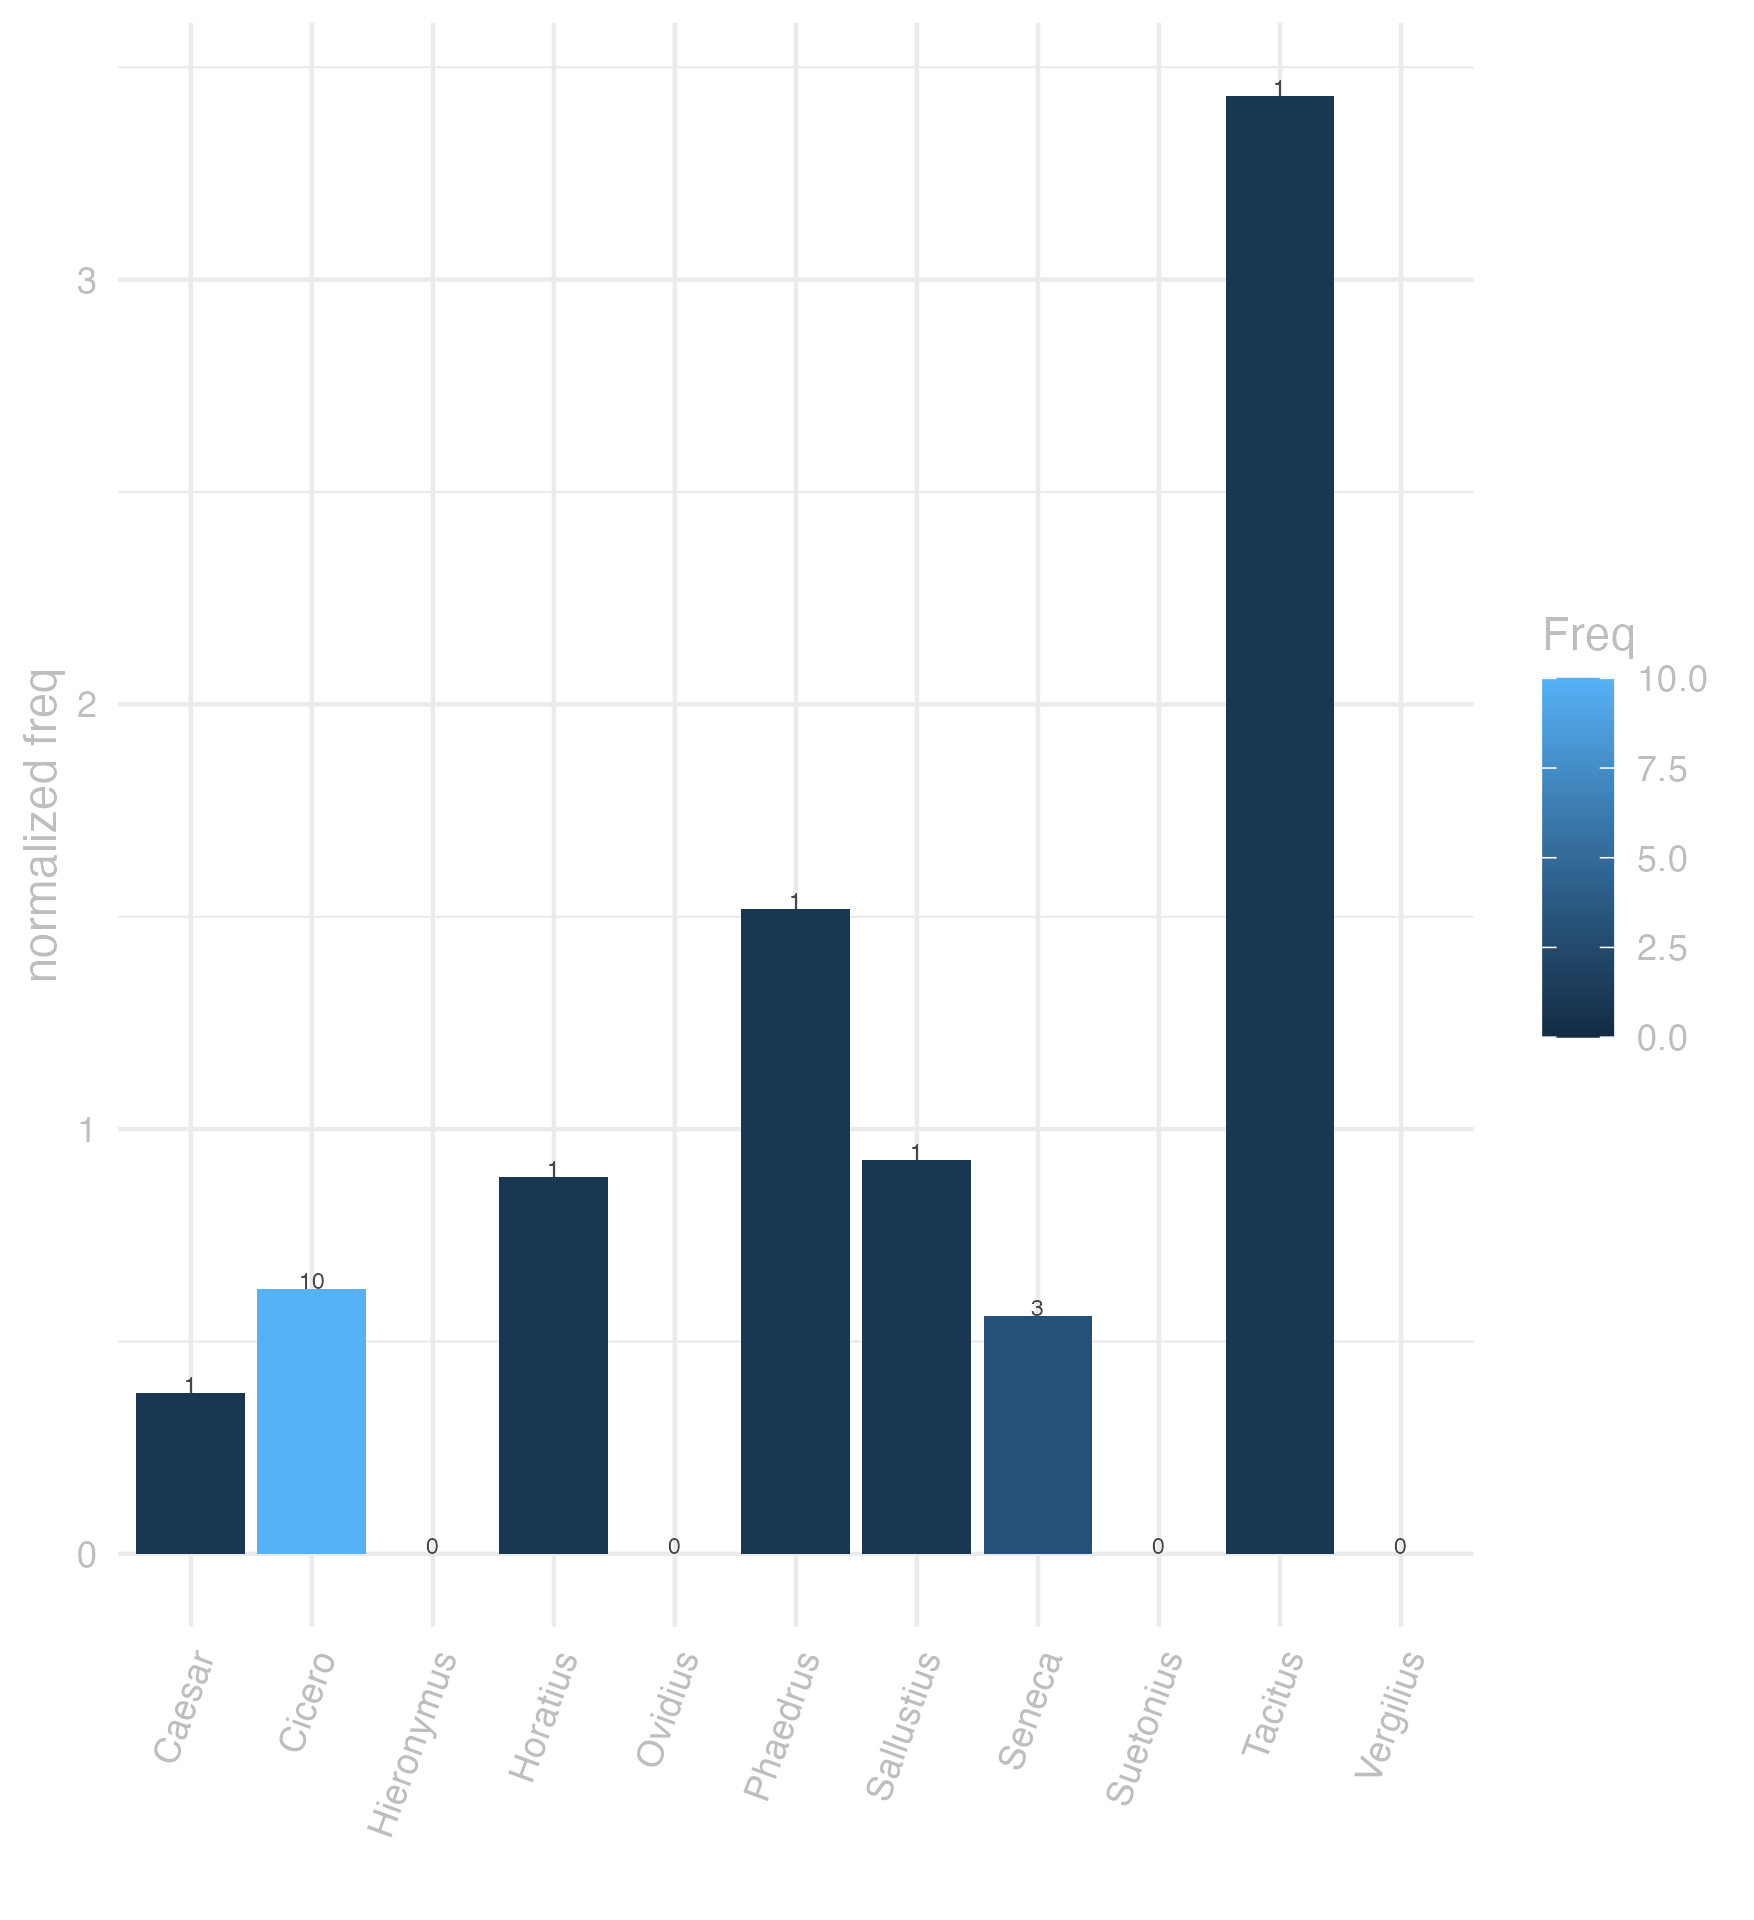 normalized freq
3
2
1
0
1
10
0
1
0
1
1
3
0
1
0
Caesar
Cicero
Hieronymus
Horatius
Ovidius
Phaedrus
Sallustius
Seneca
Suetonius
Tacitus
Vergilius
Freq
10.0
7.5
5.0
2.5
0.0